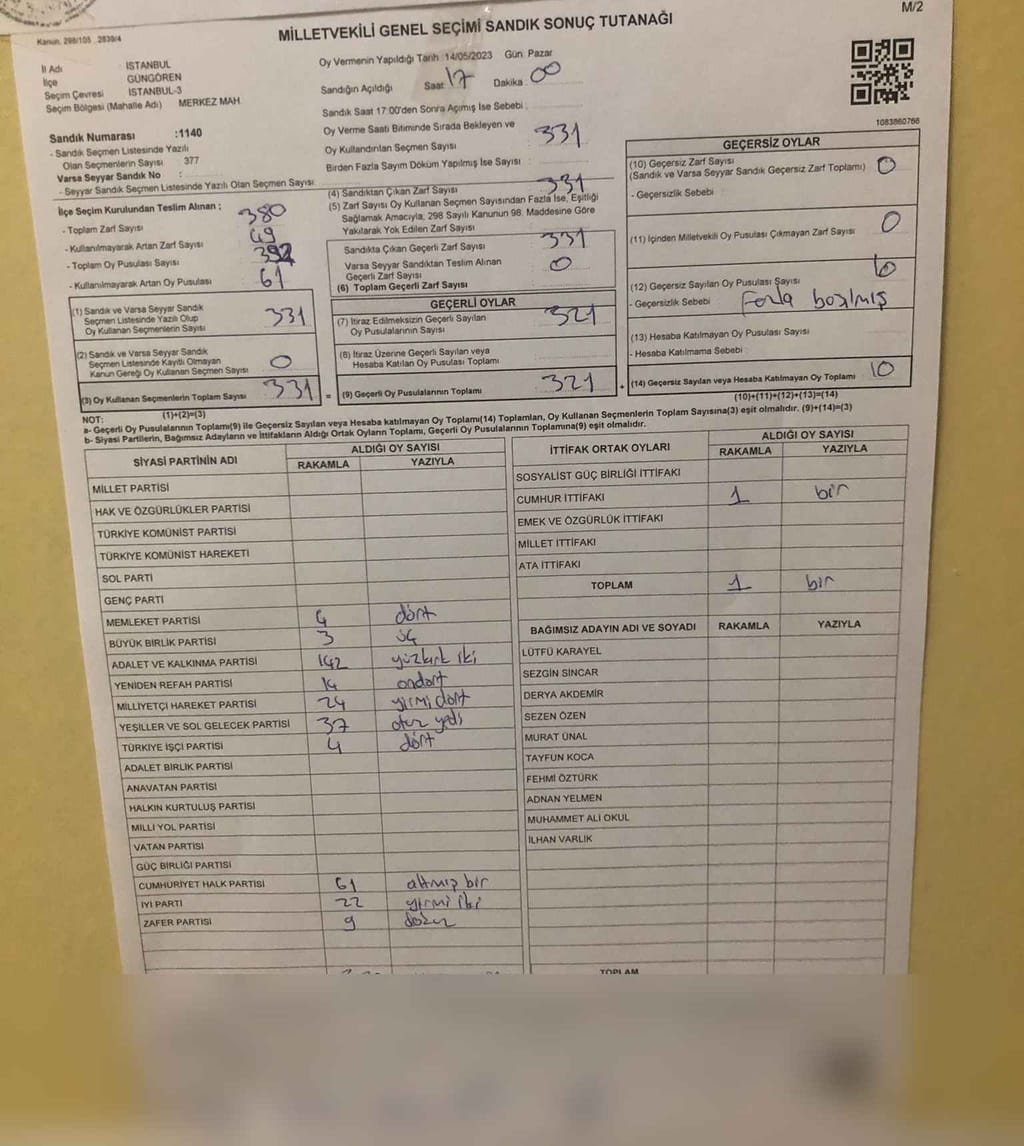 M/2
Kanun. 298/105 , 2839/4
MİLLETVEKİLİ GENEL SEÇİMİ SANDIK SONUÇ TUTANAĞI
İl Adı İSTANBUL
İlçe GÜNGÖREN
Seçim Çevresi İSTANBUL-3
Seçim Bölgesi (Mahalle Adı) MERKEZ MAH.
Sandık Numarası :1140
- Sandık Seçmen Listesinde Yazılı
Olan Seçmenlerin Sayısı 377
Varsa Seyyar Sandık No :
- Seyyar Sandık Seçmen Listesinde Yazılı Olan Seçmen Sayısı:
Oy Vermenin Yapıldığı Tarih :14/05/2023 Gün: Pazar
Sandığın Açıldığı Saat: 17 Dakika: 00
Sandık Saat 17:00'den Sonra Açımış İse Sebebi :
Oy Verme Saati Bitiminde Sırada Bekleyen ve
Oy Kullandırılan Seçmen Sayısı : 331
Birden Fazla Sayım Döküm Yapılmış İse Sayısı :
1083860766
İlçe Seçim Kurulundan Teslim Alınan :
- Toplam Zarf Sayısı 380
- Kullanılmayarak Artan Zarf Sayısı 49
- Toplam Oy Pusulası Sayısı 392
- Kullanılmayarak Artan Oy Pusulası 61
(1) Sandık ve Varsa Seyyar Sandık
Seçmen Listesinde Yazılı Olup
Oy Kullanan Seçmenlerin Sayısı 331
(2) Sandık ve Varsa Seyyar Sandık
Seçmen Listesinde Kayıtlı Olmayan
Kanun Gereği Oy Kullanan Seçmen Sayısı 0
(3) Oy Kullanan Seçmenlerin Toplam Sayısı 331 =
(1)+(2)=(3)
(4) Sandıktan Çıkan Zarf Sayısı 331
(5) Zarf Sayısı Oy Kullanan Seçmen Sayısından Fazla İse, Eşitliği
Sağlamak Amacıyla, 298 Sayılı Kanunun 98. Maddesine Göre
Yakılarak Yok Edilen Zarf Sayısı
Sandıkta Çıkan Geçerli Zarf Sayısı 331
Varsa Seyyar Sandıktan Teslim Alınan
Geçerli Zarf Sayısı 0
(6) Toplam Geçerli Zarf Sayısı
GEÇERLİ OYLAR
(7) İtiraz Edilmeksizin Geçerli Sayılan
Oy Pusulalarının Sayısı 321
(8) İtiraz Üzerine Geçerli Sayılan veya
Hesaba Katılan Oy Pusulası Toplamı
(9) Geçerli Oy Pusulalarının Toplamı 321 +
GEÇERSİZ OYLAR
(10) Geçersiz Zarf Sayısı
(Sandık ve Varsa Seyyar Sandık Geçersiz Zarf Toplamı) 0
- Geçersizlik Sebebi
(11) İçinden Milletvekili Oy Pusulası Çıkmayan Zarf Sayısı 0
(12) Geçersiz Sayılan Oy Pusulası Sayısı 10
- Geçersizlik Sebebi Fazla basılmış
(13) Hesaba Katılmayan Oy Pusulası Sayısı
- Hesaba Katılmama Sebebi
(14) Geçersiz Sayılan veya Hesaba Katılmayan Oy Toplamı 10
(10)+(11)+(12)+(13)=(14)
NOT:
a- Geçerli Oy Pusulalarının Toplamı(9) ile Geçersiz Sayılan veya Hesaba katılmayan Oy Toplamı(14) Toplamları, Oy Kullanan Seçmenlerin Toplam Sayısına(3) eşit olmalıdır. (9)+(14)=(3)
b- Siyasi Partilerin, Bağımsız Adayların ve İttifakların Aldığı Ortak Oyların Toplamı, Geçerli Oy Pusulalarının Toplamına(9) eşit olmalıdır.
SİYASİ PARTİNİN ADI ALDIĞI OY SAYISI
RAKAMLA YAZIYLA
MİLLET PARTİSİ
HAK VE ÖZGÜRLÜKLER PARTİSİ
TÜRKİYE KOMÜNİST PARTİSİ
TÜRKİYE KOMÜNİST HAREKETİ
SOL PARTİ
GENÇ PARTİ
MEMLEKET PARTİSİ 4 dört
BÜYÜK BİRLİK PARTİSİ 3 üç
ADALET VE KALKINMA PARTİSİ 142 yüzkırk iki
YENİDEN REFAH PARTİSİ 14 ondört
MİLLİYETÇİ HAREKET PARTİSİ 24 yirmi dört
YEŞİLLER VE SOL GELECEK PARTİSİ 37 otuz yedi
TÜRKİYE İŞÇİ PARTİSİ 4 dört
ADALET BİRLİK PARTİSİ
ANAVATAN PARTİSİ
HALKIN KURTULUŞ PARTİSİ
MİLLİ YOL PARTİSİ
VATAN PARTİSİ
GÜÇ BİRLİĞİ PARTİSİ
CUMHURİYET HALK PARTİSİ 61 altmış bir
İYİ PARTİ 22 yirmi iki
ZAFER PARTİSİ 9 dokuz
İTTİFAK ORTAK OYLARI ALDIĞI OY SAYISI
RAKAMLA YAZIYLA
SOSYALİST GÜÇ BİRLİĞİ İTTİFAKI
CUMHUR İTTİFAKI 1 bir
EMEK VE ÖZGÜRLÜK İTTİFAKI
MİLLET İTTİFAKI
ATA İTTİFAKI
TOPLAM 1 bir
BAĞIMSIZ ADAYIN ADI VE SOYADI RAKAMLA YAZIYLA
LÜTFÜ KARAYEL
SEZGİN SİNCAR
DERYA AKDEMİR
SEZEN ÖZEN
MURAT ÜNAL
TAYFUN KOCA
FEHMİ ÖZTÜRK
ADNAN YELMEN
MUHAMMET ALİ OKUL
İLHAN VARLIK
TOPLAM